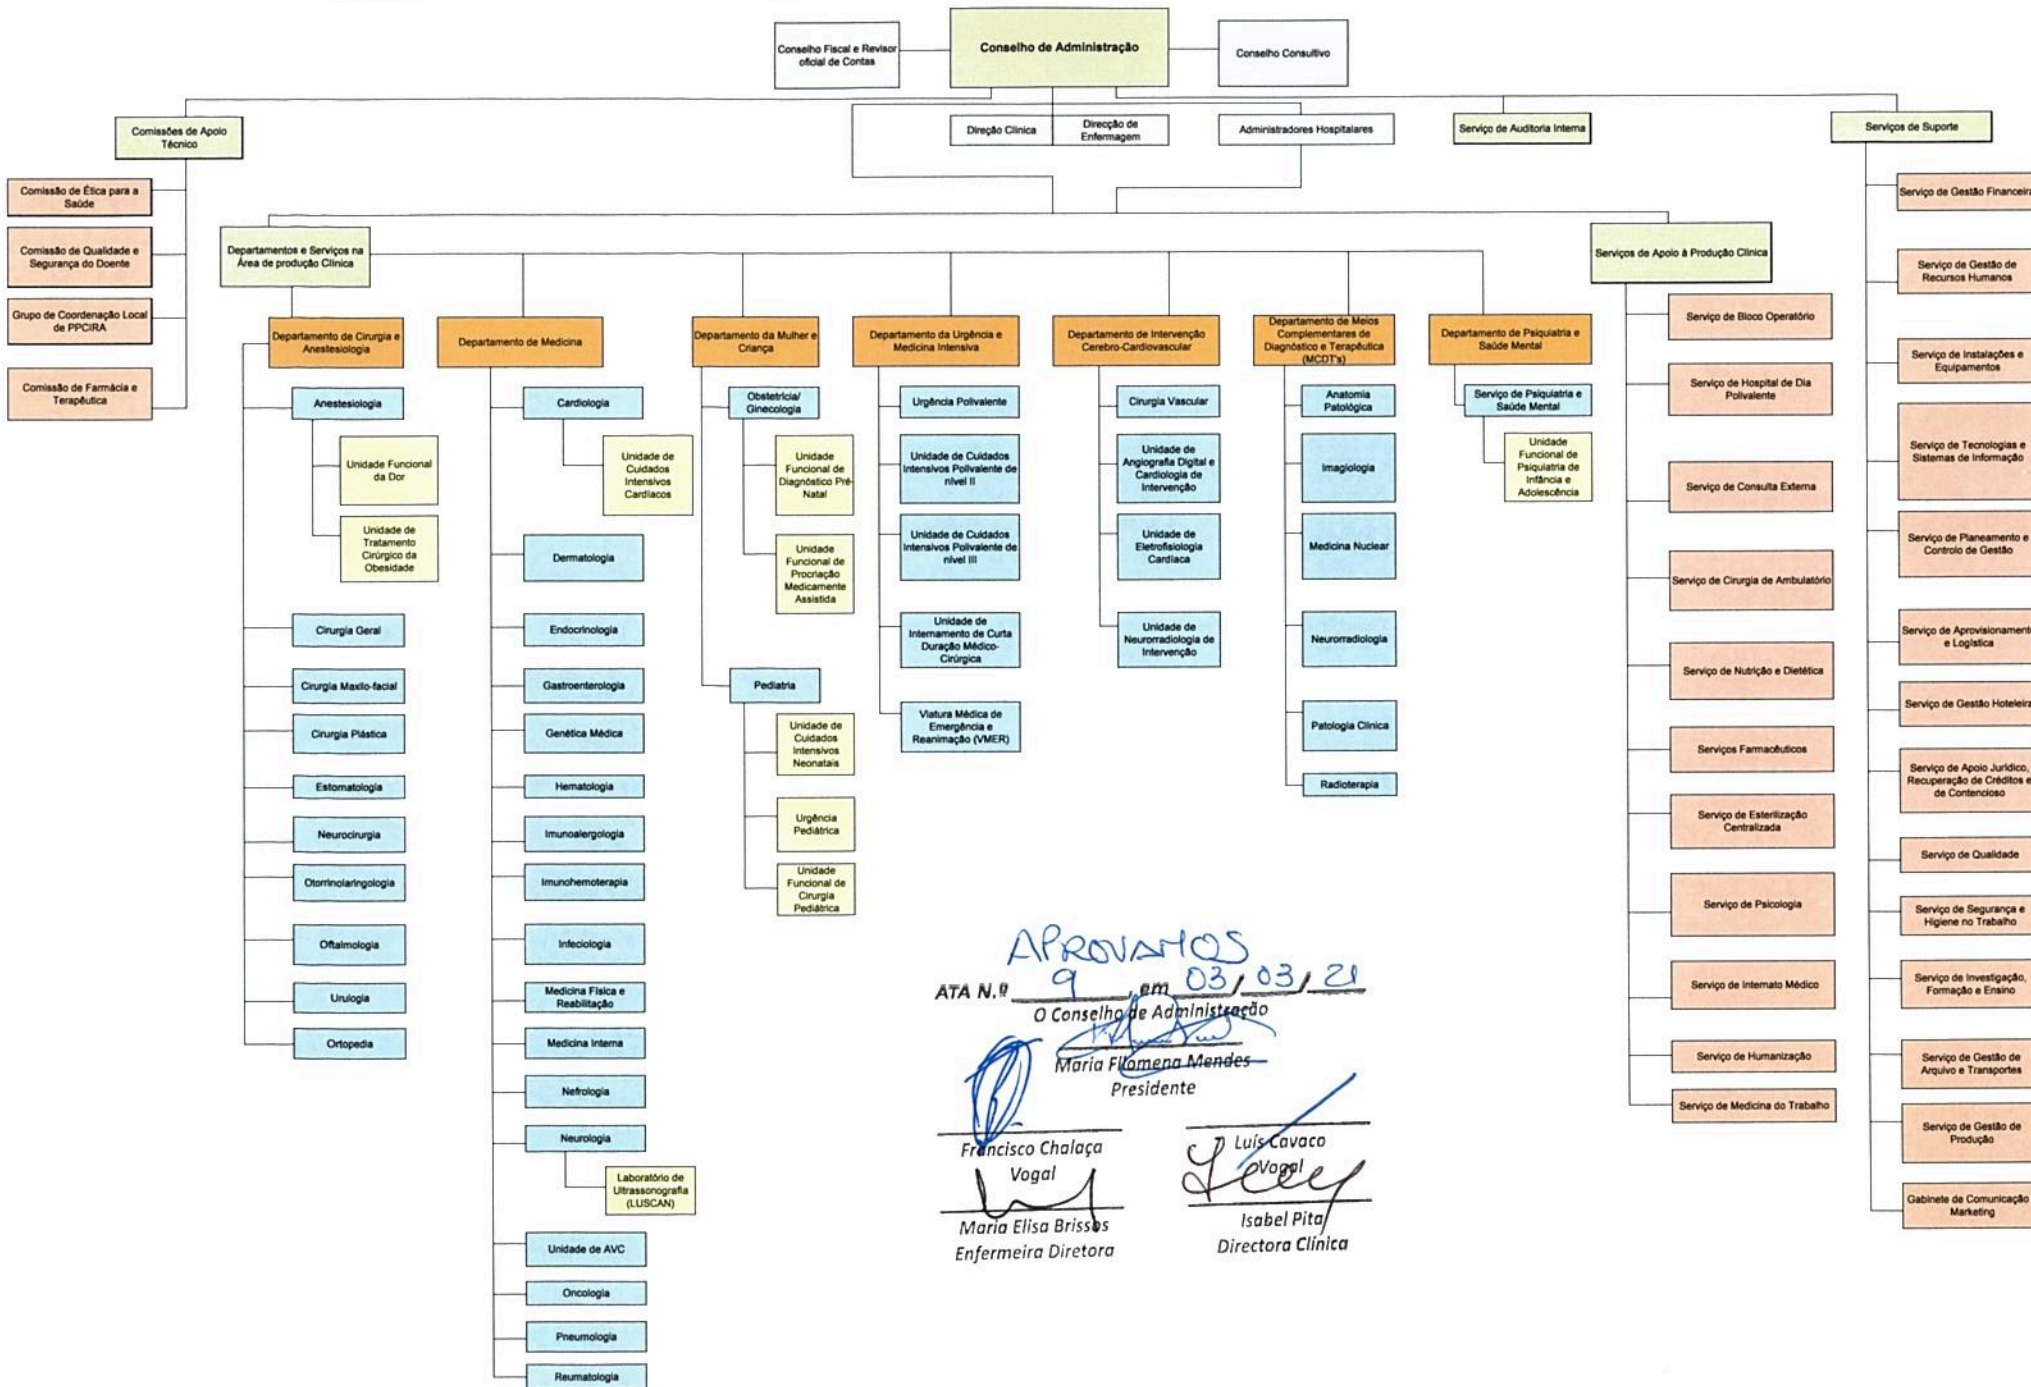 Conselho Fiscal e Revisor
oficial de Contas
Conselho de Administração
Conselho Consultivo
Comissões de Apoio
Técnico
Direção Clínica
Direcção de
Enfermagem
Administradores Hospitalares
Serviço de Auditoria Interna
Serviços de Suporte
Comissão de Ética para a
Saúde
Comissão de Qualidade e
Segurança do Doente
Grupo de Coordenação Local
de PPCIRA
Comissão de Farmácia e
Terapêutica
Departamentos e Serviços na
Área de produção Clínica
Serviços de Apoio à Produção Clínica
Departamento de Cirurgia e
Anestesiologia
Anestesiologia
Unidade Funcional
da Dor
Unidade de
Tratamento
Cirúrgico da
Obesidade
Cirurgia Geral
Cirurgia Maxilo-facial
Cirurgia Plástica
Estomatologia
Neurocirurgia
Otorrinolaringologia
Oftalmologia
Urulogia
Ortopedia
Departamento de Medicina
Cardiologia
Unidade de
Cuidados
Intensivos
Cardíacos
Dermatologia
Endocrinologia
Gastroenterologia
Genética Médica
Hematologia
Imunoalergologia
Imunohemoterapia
Infeciologia
Medicina Física e
Reabilitação
Medicina Interna
Nefrologia
Neurologia
Laboratório de
Ultrassonografia
(LUSCAN)
Unidade de AVC
Oncologia
Pneumologia
Reumatologia
Departamento da Mulher e
Criança
Obstetrícia/
Ginecologia
Unidade
Funcional de
Diagnóstico Pré-
Natal
Unidade
Funcional de
Procriação
Medicamente
Assistida
Pediatria
Unidade de
Cuidados
Intensivos
Neonatais
Urgência
Pediátrica
Unidade
Funcional de
Cirurgia
Pediátrica
Departamento da Urgência e
Medicina Intensiva
Urgência Polivalente
Unidade de Cuidados
Intensivos Polivalente de
nível II
Unidade de Cuidados
Intensivos Polivalente de
nível III
Unidade de
Internamento de Curta
Duração Médico-
Cirúrgica
Viatura Médica de
Emergência e
Reanimação (VMER)
Departamento de Intervenção
Cerebro-Cardiovascular
Cirurgia Vascular
Unidade de
Angiografia Digital e
Cardiologia de
Intervenção
Unidade de
Eletrofisiologia
Cardíaca
Unidade de
Neurorradiologia de
Intervenção
Departamento de Meios
Complementares de
Diagnóstico e Terapêutica
(MCDT's)
Anatomia
Patológica
Imagiologia
Medicina Nuclear
Neurorradiologia
Patologia Clínica
Radioterapia
Departamento de Psiquiatria e
Saúde Mental
Serviço de Psiquiatria e
Saúde Mental
Unidade
Funcional de
Psiquiatria de
Infância e
Adolescência
Serviço de Bloco Operatório
Serviço de Hospital de Dia
Polivalente
Serviço de Consulta Externa
Serviço de Cirurgia de Ambulatório
Serviço de Nutrição e Dietética
Serviços Farmacêuticos
Serviço de Esterilização
Centralizada
Serviço de Psicologia
Serviço de Internato Médico
Serviço de Humanização
Serviço de Medicina do Trabalho
Serviço de Gestão Financeira
Serviço de Gestão de
Recursos Humanos
Serviço de Instalações e
Equipamentos
Serviço de Tecnologias e
Sistemas de Informação
Serviço de Planeamento e
Controlo de Gestão
Serviço de Aprovisionamento
e Logística
Serviço de Gestão Hoteleira
Serviço de Apoio Jurídico,
Recuperação de Créditos e
de Contencioso
Serviço de Qualidade
Serviço de Segurança e
Higiene no Trabalho
Serviço de Investigação,
Formação e Ensino
Serviço de Gestão de
Arquivo e Transportes
Serviço de Gestão de
Produção
Gabinete de Comunicação
Marketing
APROVAMOS
ATA N.º 9, em 03/03/21
O Conselho de Administração
Maria Filomena Mendes
Presidente
Francisco Chalaça
Vogal
Luís Cavaco
Vogal
Maria Elisa Brissos
Enfermeira Diretora
Isabel Pita
Directora Clínica